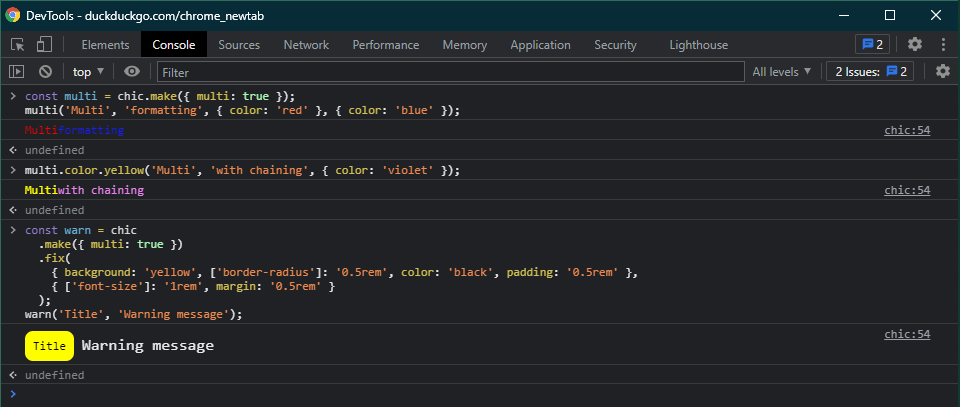 DevTools - duckduckgo.com/chrome_newtab
Elements Console Sources Network Performance Memory Application Security Lighthouse 2
top Filter All levels 2 Issues: 2
const multi = chic.make({ multi: true });
multi('Multi', 'formatting', { color: 'red' }, { color: 'blue' });
Multiformatting chic:54
undefined
multi.color.yellow('Multi', 'with chaining', { color: 'violet' });
Multiwith chaining chic:54
undefined
const warn = chic
.make({ multi: true })
.fix(
{ background: 'yellow', ['border-radius']: '0.5rem', color: 'black', padding: '0.5rem' },
{ ['font-size']: '1rem', margin: '0.5rem' }
);
warn('Title', 'Warning message');
chic:54
Title Warning message
undefined